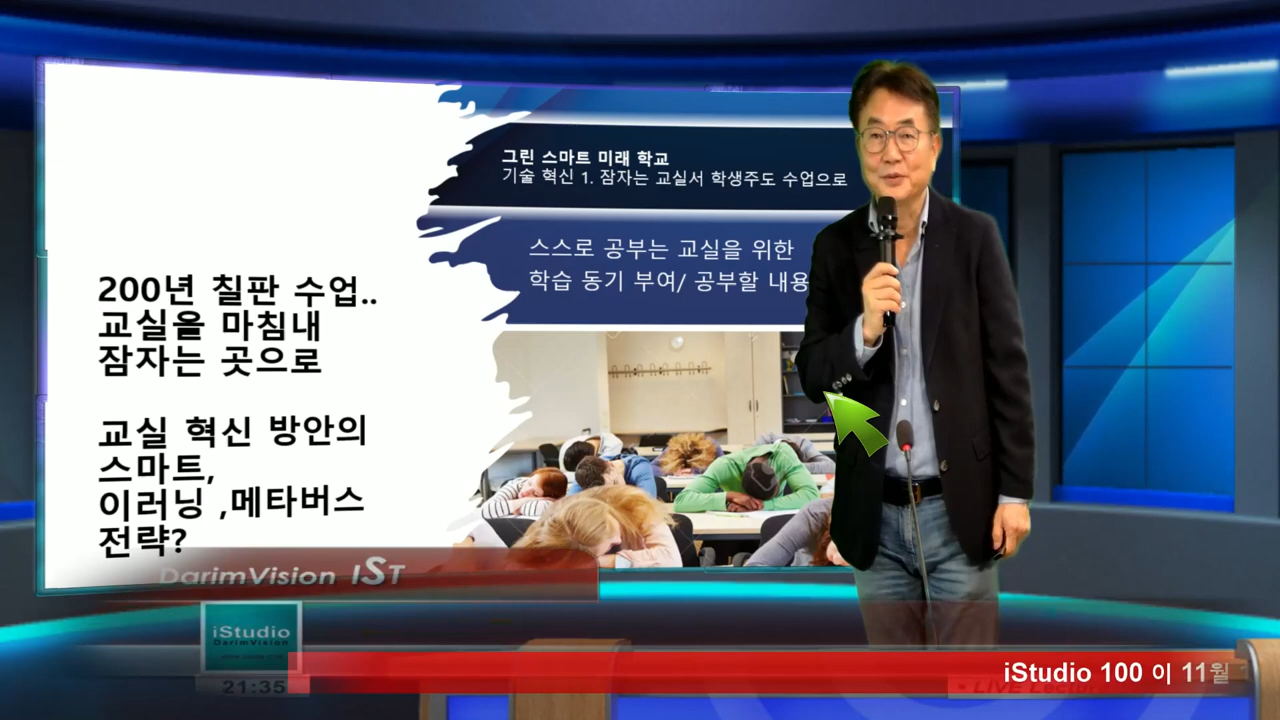 그린 스마트 미래 학교
기술 혁신 1. 잠자는 교실서 학생주도 수업으로
스스로 공부는 교실을 위한
학습 동기 부여/ 공부할 내용
200년 칠판 수업..
교실을 마침내
잠자는 곳으로
교실 혁신 방안의
스마트,
이러닝 ,메타버스
전략?
DarimVision IST
iStudio
DarimVision
21:35
iStudio 100 이 11월
LIVE Lecture